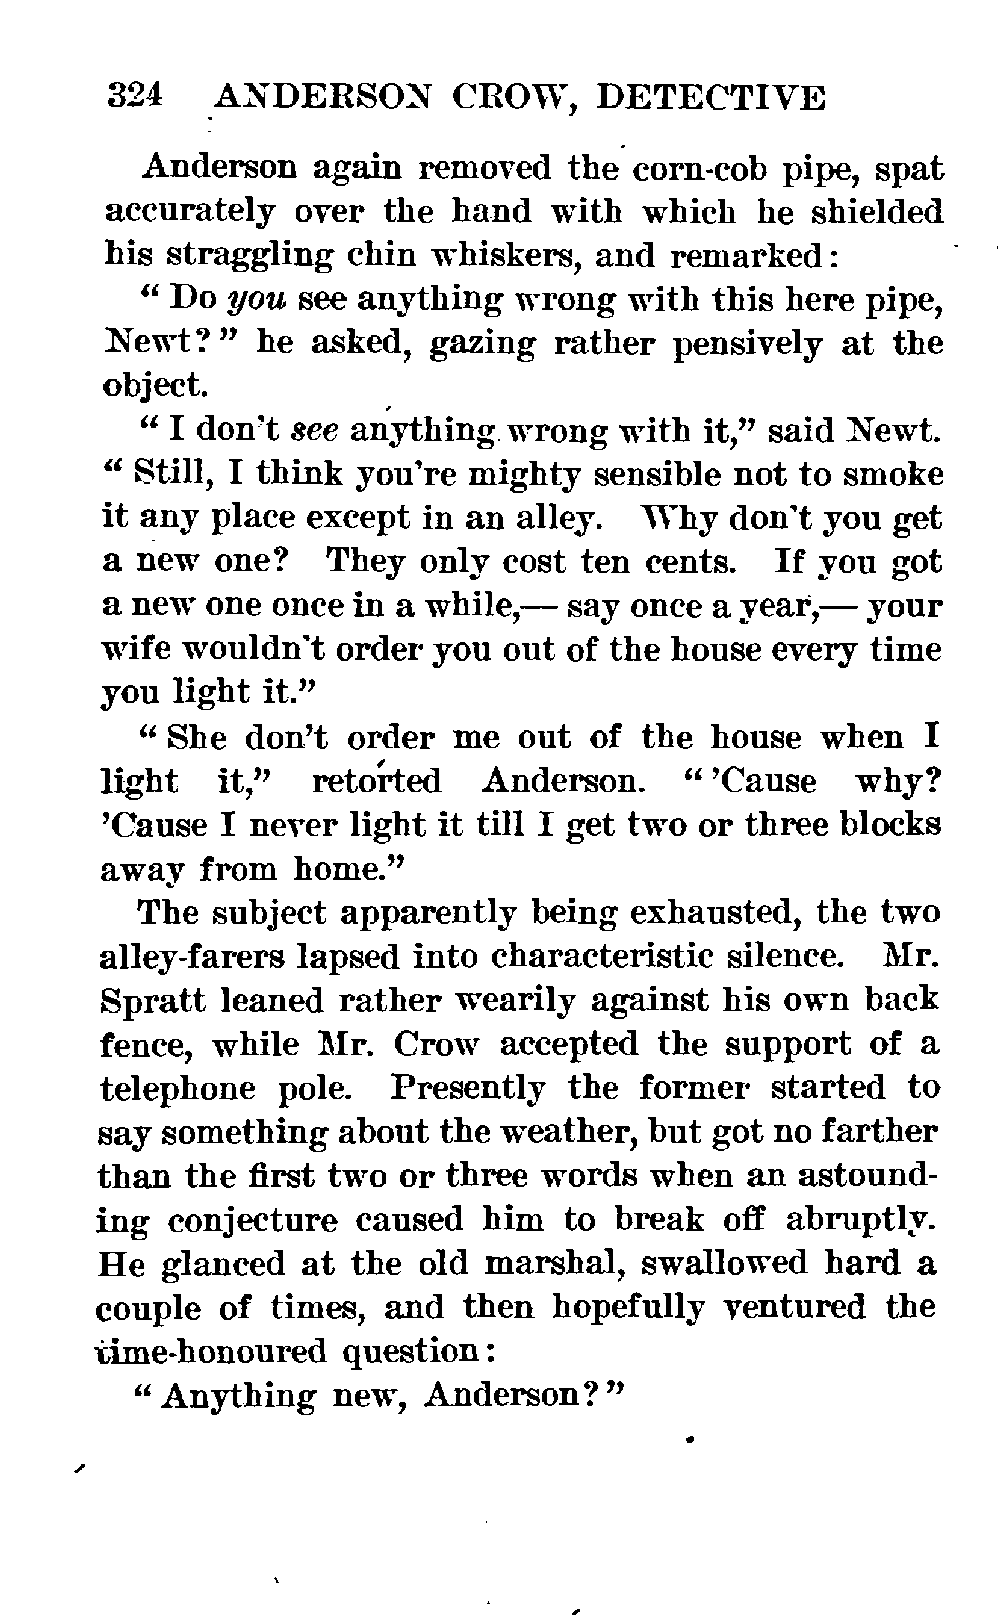 324 ANDERSON CROW, DETECTIVE
Anderson again removed the corn-cob pipe, spat
accurately over the hand with which he shielded
his straggling chin whiskers, and remarked:
“Do you see anything wrong with this here pipe,
Newt?” he asked, gazing rather pensively at the
object.
“I don't see anything wrong with it,” said Newt.
“Still, I think you're mighty sensible not to smoke
it any place except in an alley. Why don't you get
a new one? They only cost ten cents. If you got
a new one once in a while,— say once a year,— your
wife wouldn't order you out of the house every time
you light it.”
“She don't order me out of the house when I
light it,” retorted Anderson. “'Cause why?
'Cause I never light it till I get two or three blocks
away from home.”
The subject apparently being exhausted, the two
alley-farers lapsed into characteristic silence. Mr.
Spratt leaned rather wearily against his own back
fence, while Mr. Crow accepted the support of a
telephone pole. Presently the former started to
say something about the weather, but got no farther
than the first two or three words when an astound-
ing conjecture caused him to break off abruptly.
He glanced at the old marshal, swallowed hard a
couple of times, and then hopefully ventured the
time-honoured question:
“Anything new, Anderson?”